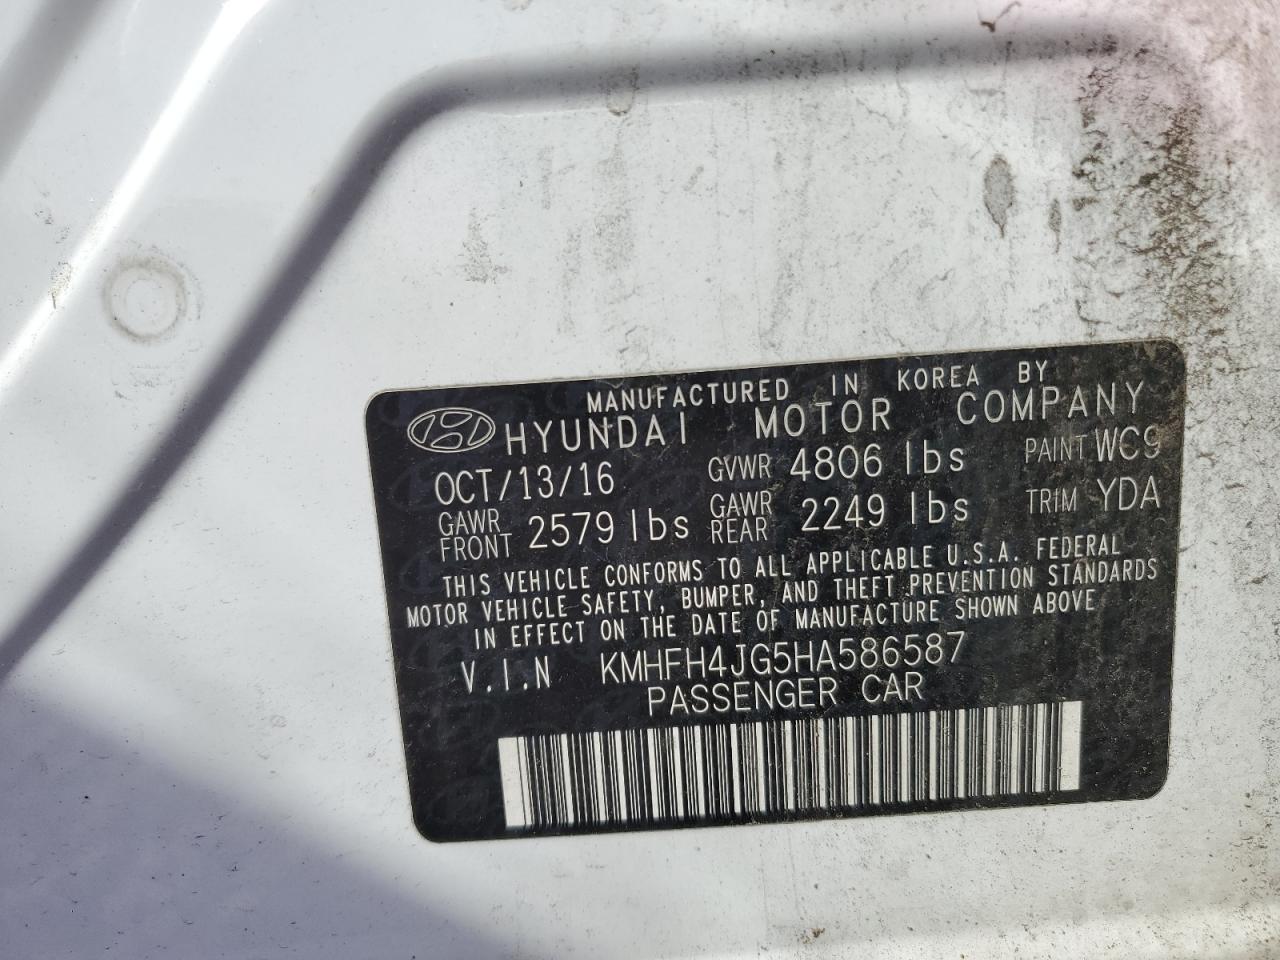 MANUFACTURED IN KOREA BY
HYUNDAI MOTOR COMPANY
OCT/13/16 GVWR 4806 lbs PAINT WC9
GAWR FRONT 2579 lbs GAWR REAR 2249 lbs TRIM YDA
THIS VEHICLE CONFORMS TO ALL APPLICABLE U.S.A. FEDERAL
MOTOR VEHICLE SAFETY, BUMPER, AND THEFT PREVENTION STANDARDS
IN EFFECT ON THE DATE OF MANUFACTURE SHOWN ABOVE
V.I.N KMHFH4JG5HA586587
PASSENGER CAR